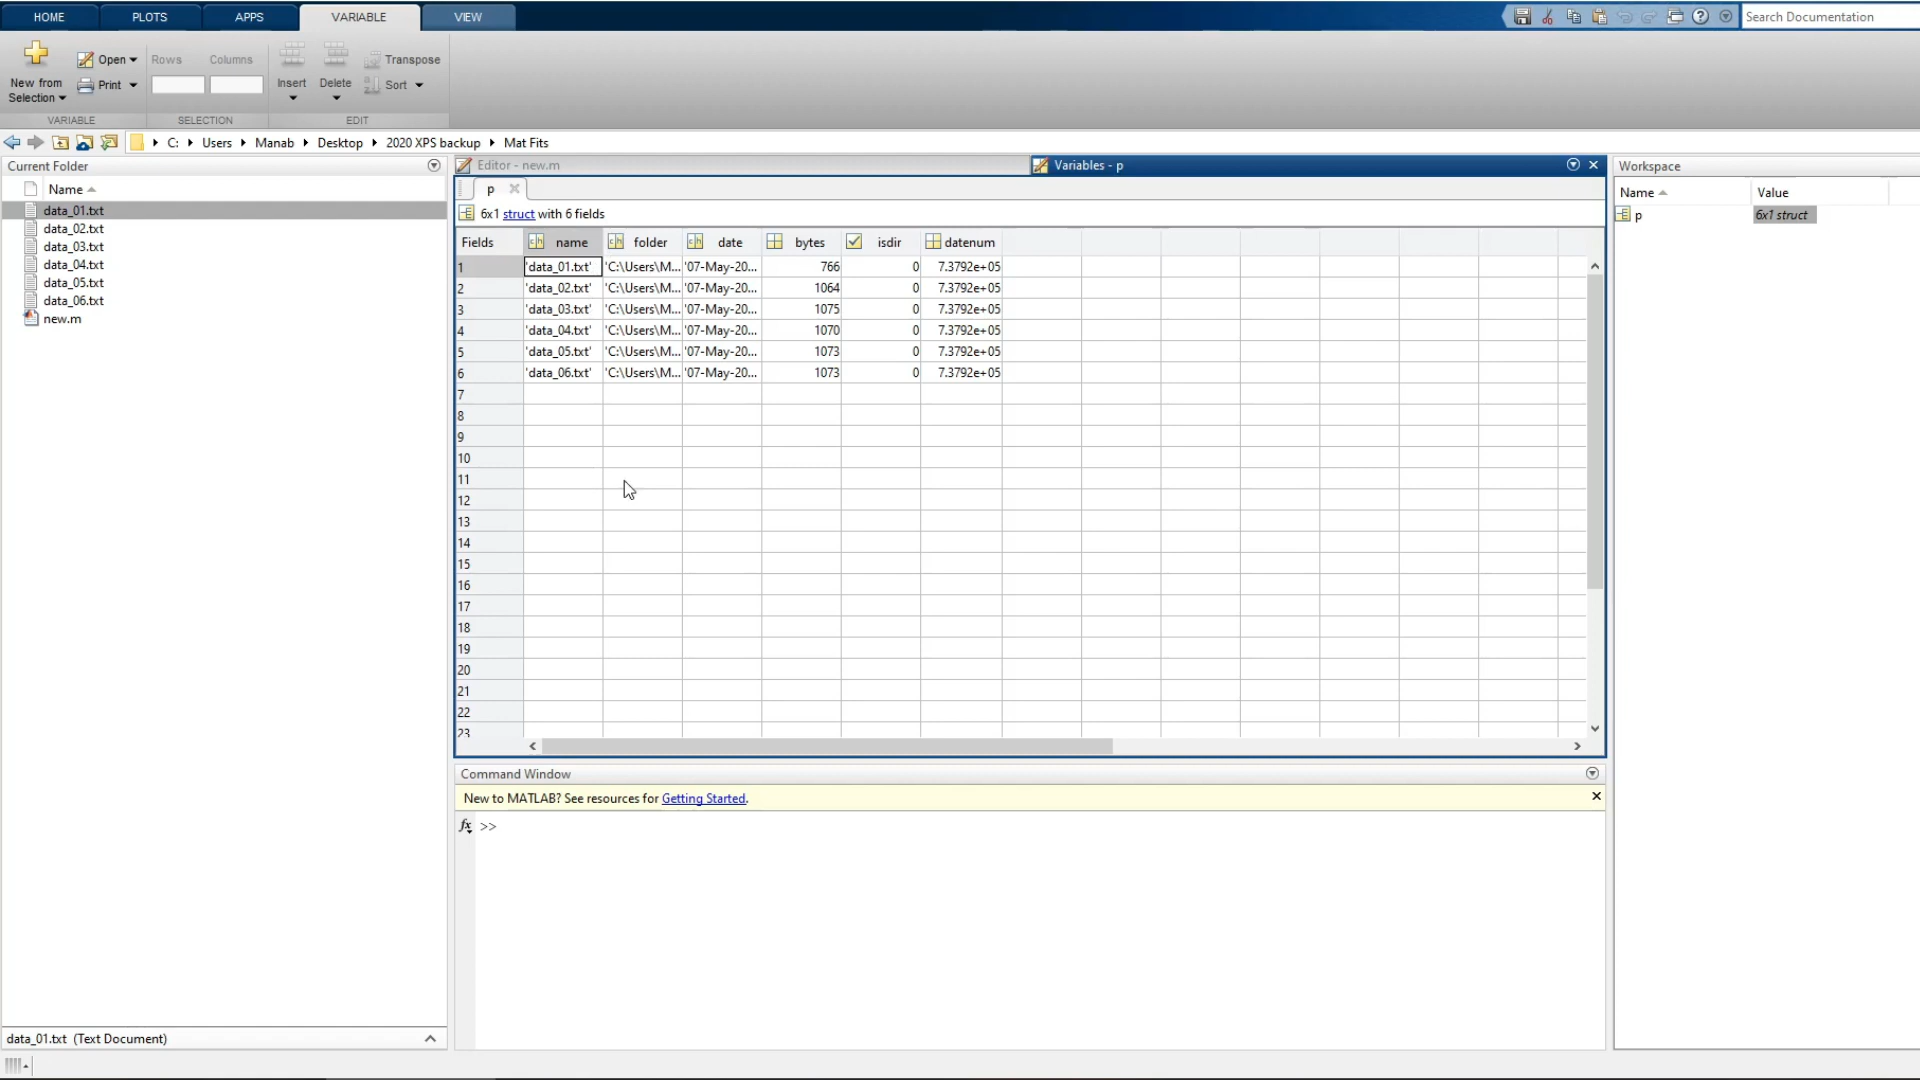 HOME PLOTS APPS VARIABLE VIEW Search Documentation
New from Selection Open Print Rows Columns Insert Delete Transpose Sort
VARIABLE SELECTION EDIT
C: Users Manab Desktop 2020 XPS backup Mat Fits
Current Folder
Name
data_01.txt
data_02.txt
data_03.txt
data_04.txt
data_05.txt
data_06.txt
new.m
data_01.txt (Text Document)
Editor - new.m
Variables - p
p
6x1 struct with 6 fields
Fields name folder date bytes isdir datenum
1 'data_01.txt' 'C:\Users\M... '07-May-20... 766 0 7.3792e+05
2 'data_02.txt' 'C:\Users\M... '07-May-20... 1064 0 7.3792e+05
3 'data_03.txt' 'C:\Users\M... '07-May-20... 1075 0 7.3792e+05
4 'data_04.txt' 'C:\Users\M... '07-May-20... 1070 0 7.3792e+05
5 'data_05.txt' 'C:\Users\M... '07-May-20... 1073 0 7.3792e+05
6 'data_06.txt' 'C:\Users\M... '07-May-20... 1073 0 7.3792e+05
7
8
9
10
11
12
13
14
15
16
17
18
19
20
21
22
23
Command Window
New to MATLAB? See resources for Getting Started.
fx >>
Workspace
Name Value
p 6x1 struct